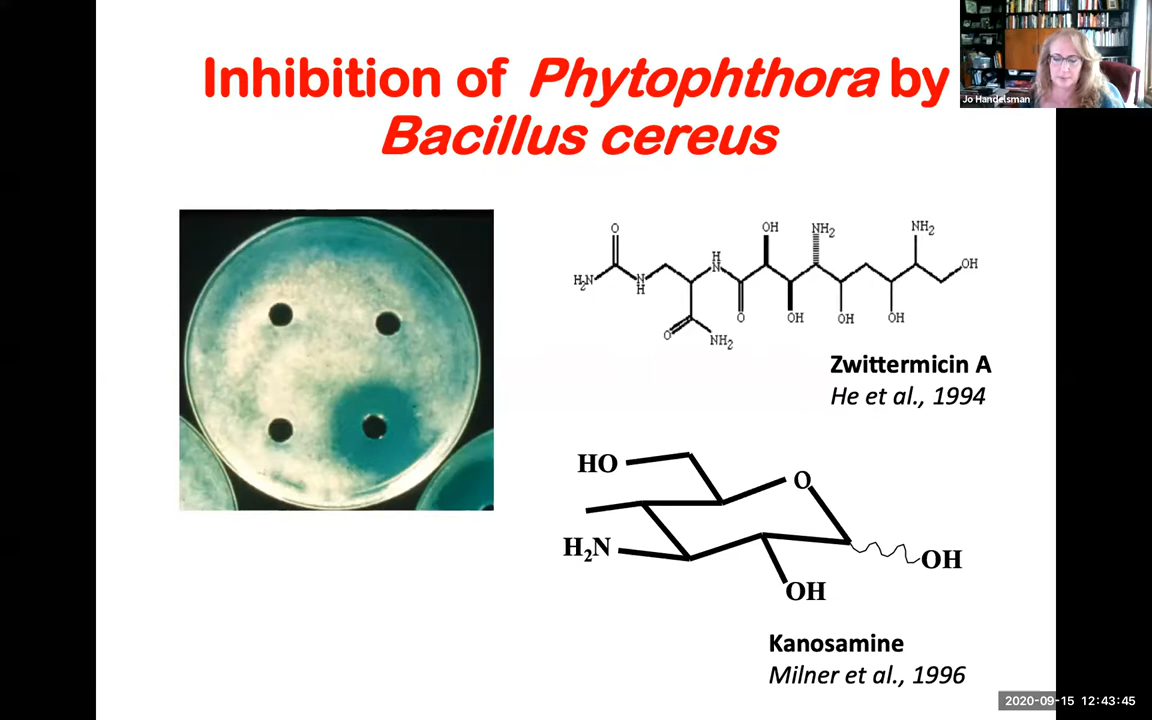 Inhibition of Phytophthora by
Bacillus cereus
Jo Handelsman
O
OH
NH2
NH2
H2N
N
H
H
N
OH
O
OH
OH
OH
O
NH2
Zwittermicin A
He et al., 1994
HO
O
H2N
OH
OH
Kanosamine
Milner et al., 1996
2020-09-15 12:43:45